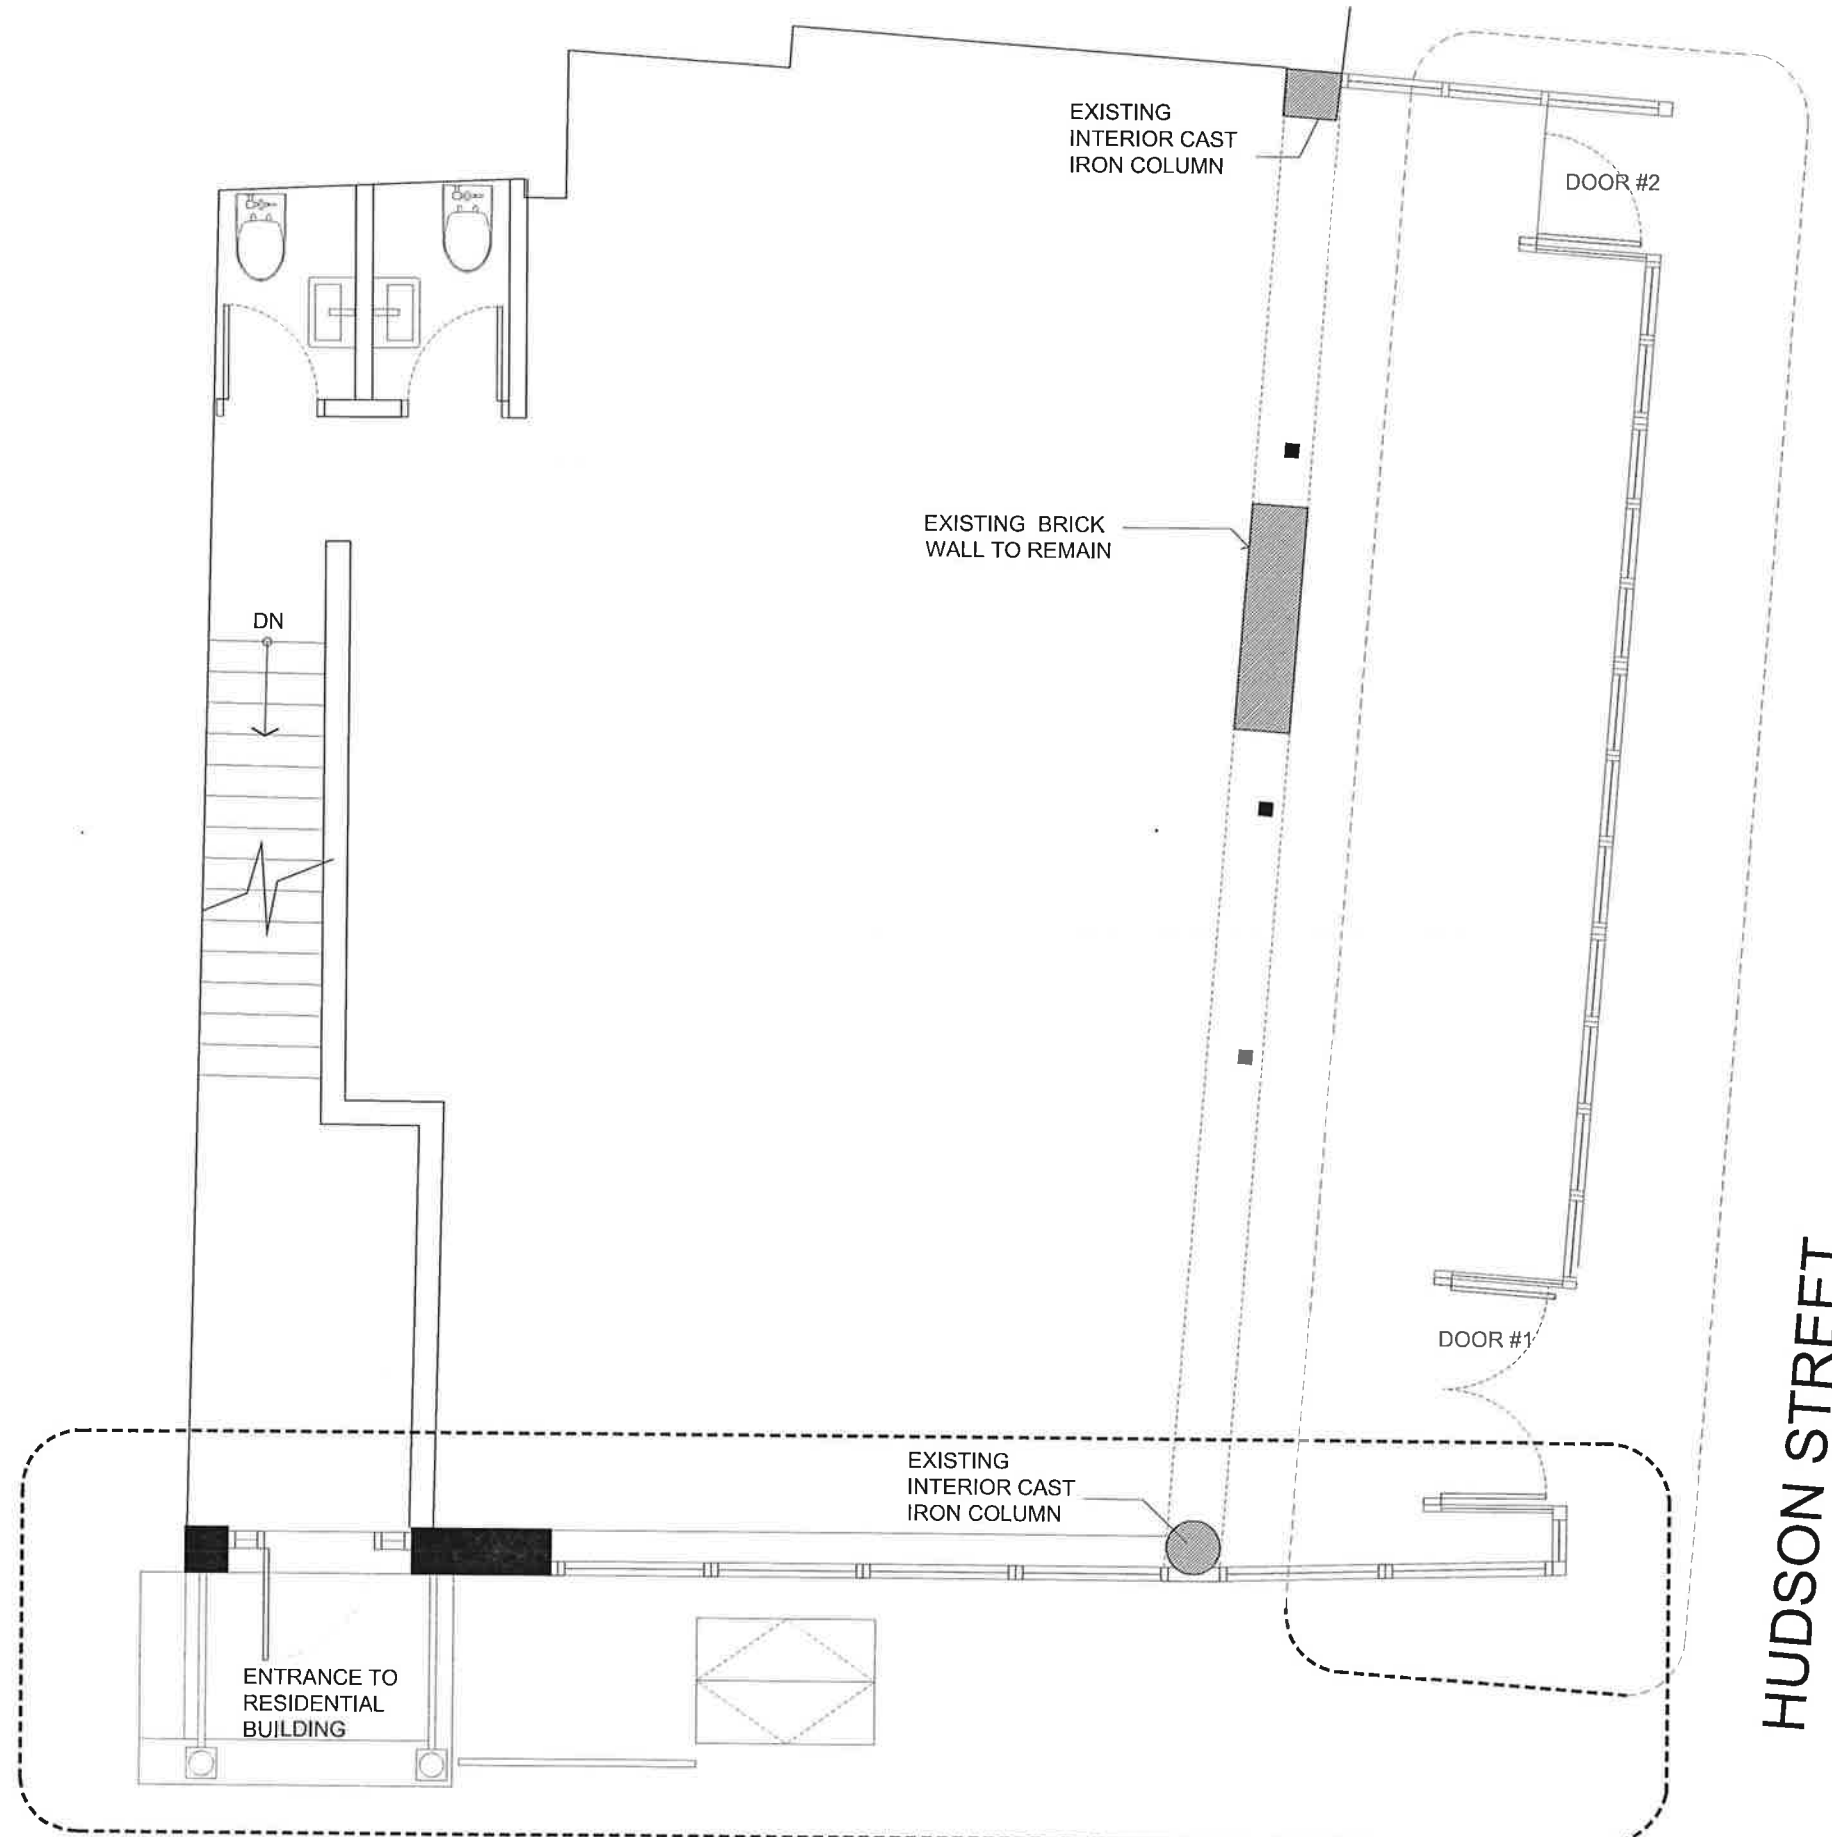 EXISTING
INTERIOR CAST
IRON COLUMN
DOOR #2
EXISTING BRICK
WALL TO REMAIN
DN
DOOR #1
HUDSON STREET
EXISTING
INTERIOR CAST
IRON COLUMN
ENTRANCE TO
RESIDENTIAL
BUILDING